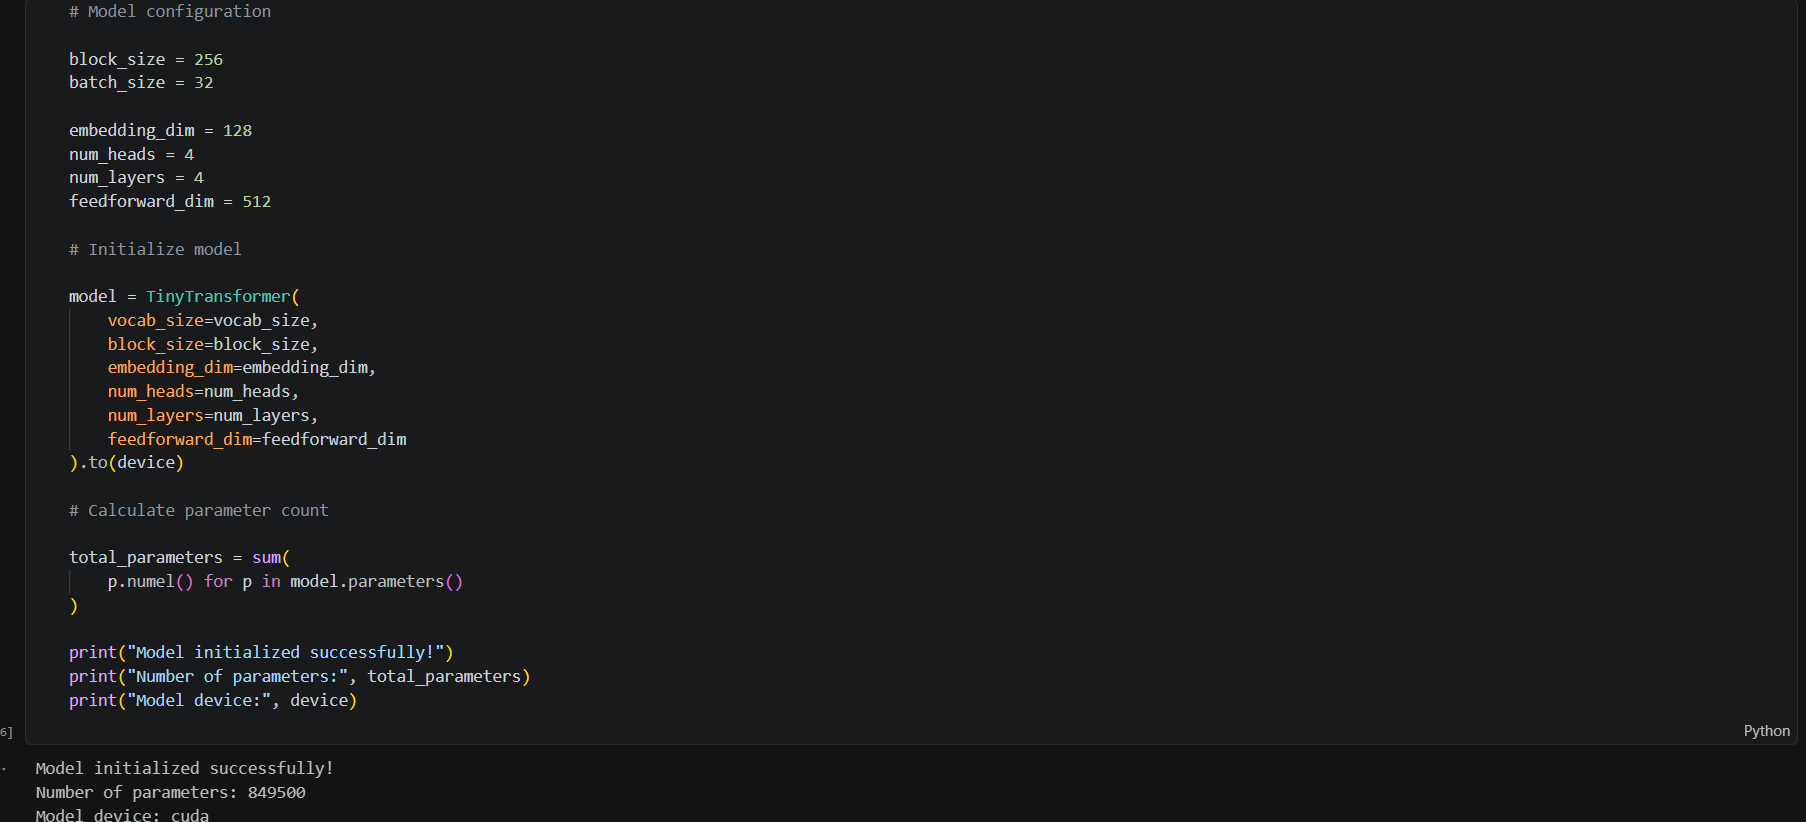 # Model configuration
block_size = 256
batch_size = 32
embedding_dim = 128
num_heads = 4
num_layers = 4
feedforward_dim = 512
# Initialize model
model = TinyTransformer(
    vocab_size=vocab_size,
    block_size=block_size,
    embedding_dim=embedding_dim,
    num_heads=num_heads,
    num_layers=num_layers,
    feedforward_dim=feedforward_dim
).to(device)
# Calculate parameter count
total_parameters = sum(
    p.numel() for p in model.parameters()
)
print("Model initialized successfully!")
print("Number of parameters:", total_parameters)
print("Model device:", device)
6]
Python
Model initialized successfully!
Number of parameters: 849500
Model device: cuda